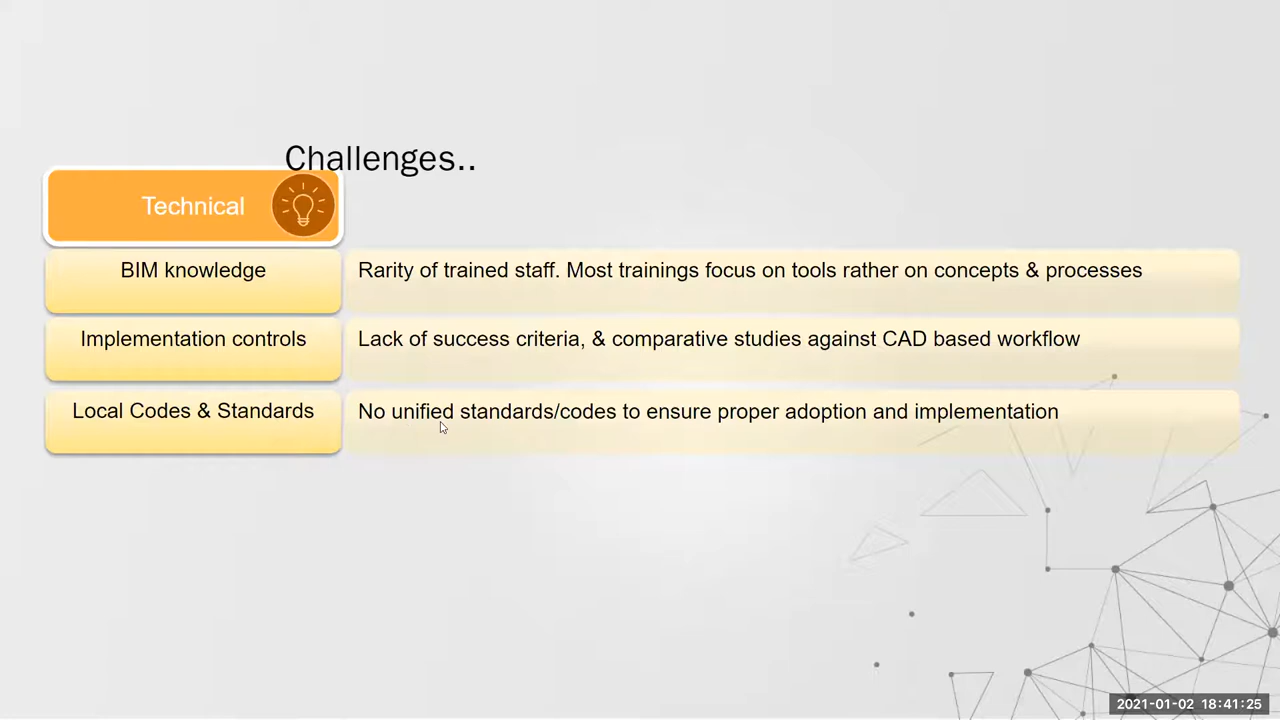 Challenges..
Technical
BIM knowledge
Rarity of trained staff. Most trainings focus on tools rather on concepts & processes
Implementation controls
Lack of success criteria, & comparative studies against CAD based workflow
Local Codes & Standards
No unified standards/codes to ensure proper adoption and implementation
2021-01-02 18:41:25